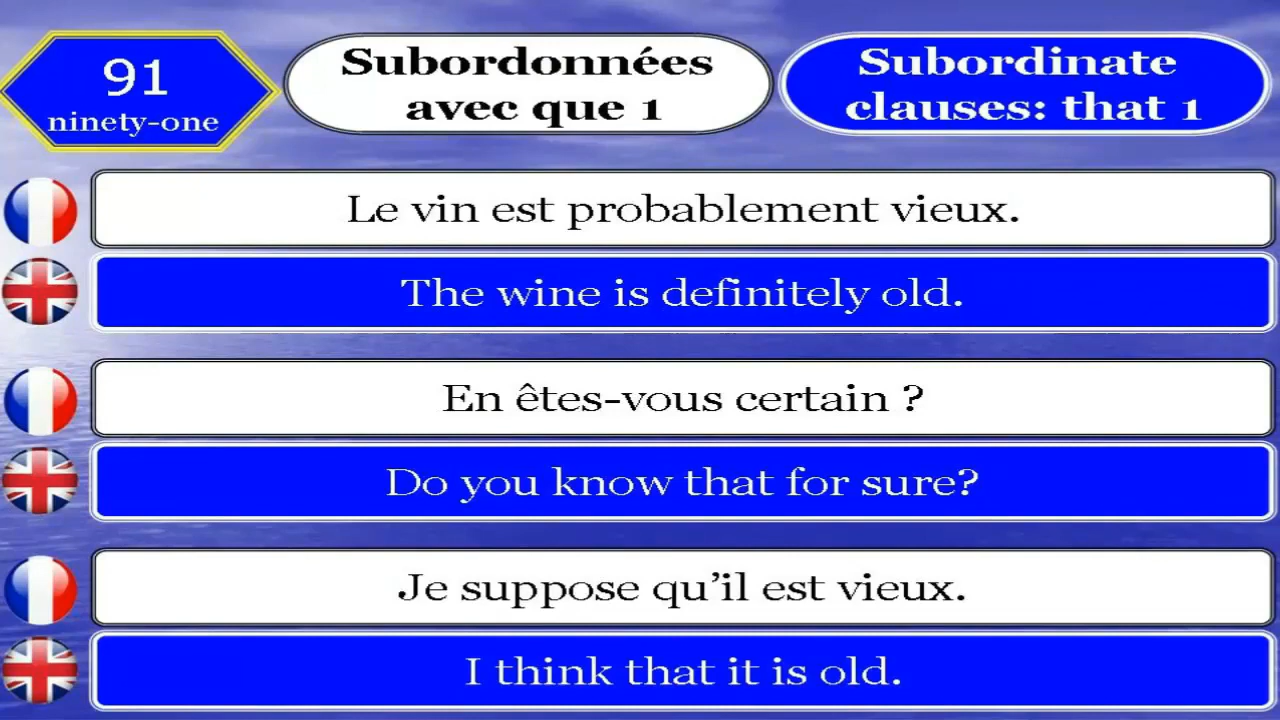 91
ninety-one
Subordonnées
avec que 1
Subordinate
clauses: that 1
Le vin est probablement vieux.
The wine is definitely old.
En êtes-vous certain ?
Do you know that for sure?
Je suppose qu’il est vieux.
I think that it is old.